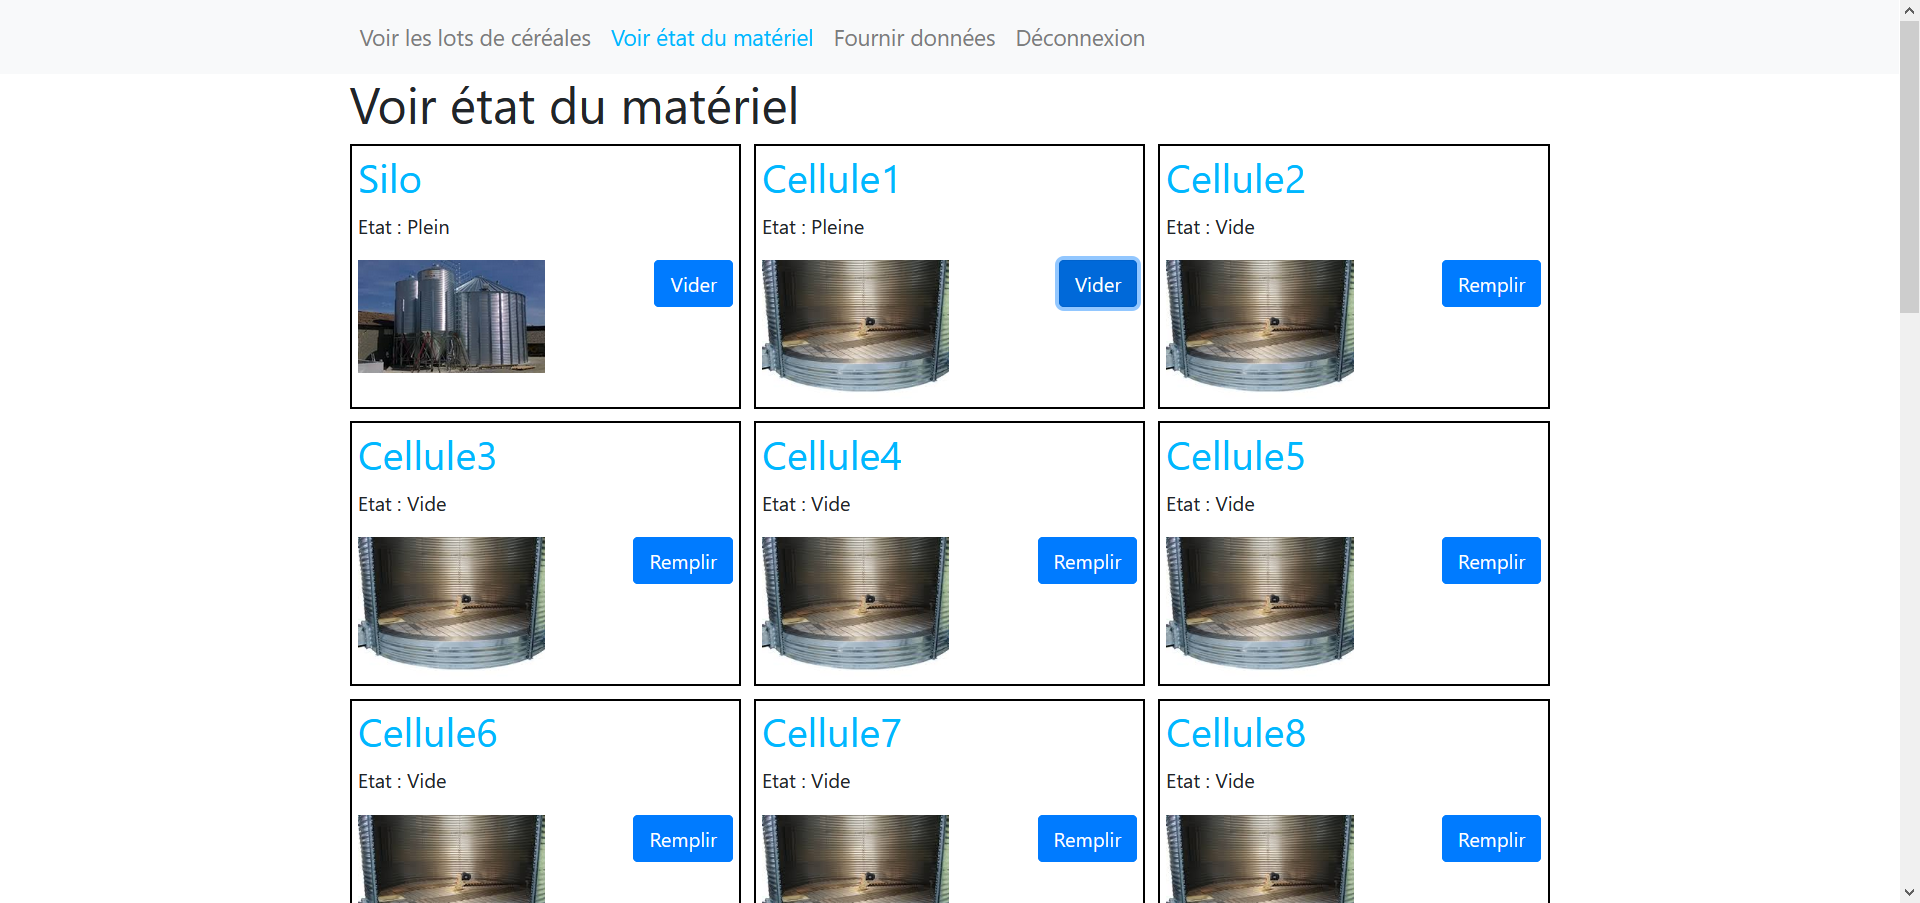 Voir les lots de céréales Voir état du matériel Fournir données Déconnexion
Voir état du matériel
Silo
Etat : Plein
Vider
Cellule1
Etat : Pleine
Vider
Cellule2
Etat : Vide
Remplir
Cellule3
Etat : Vide
Remplir
Cellule4
Etat : Vide
Remplir
Cellule5
Etat : Vide
Remplir
Cellule6
Etat : Vide
Remplir
Cellule7
Etat : Vide
Remplir
Cellule8
Etat : Vide
Remplir